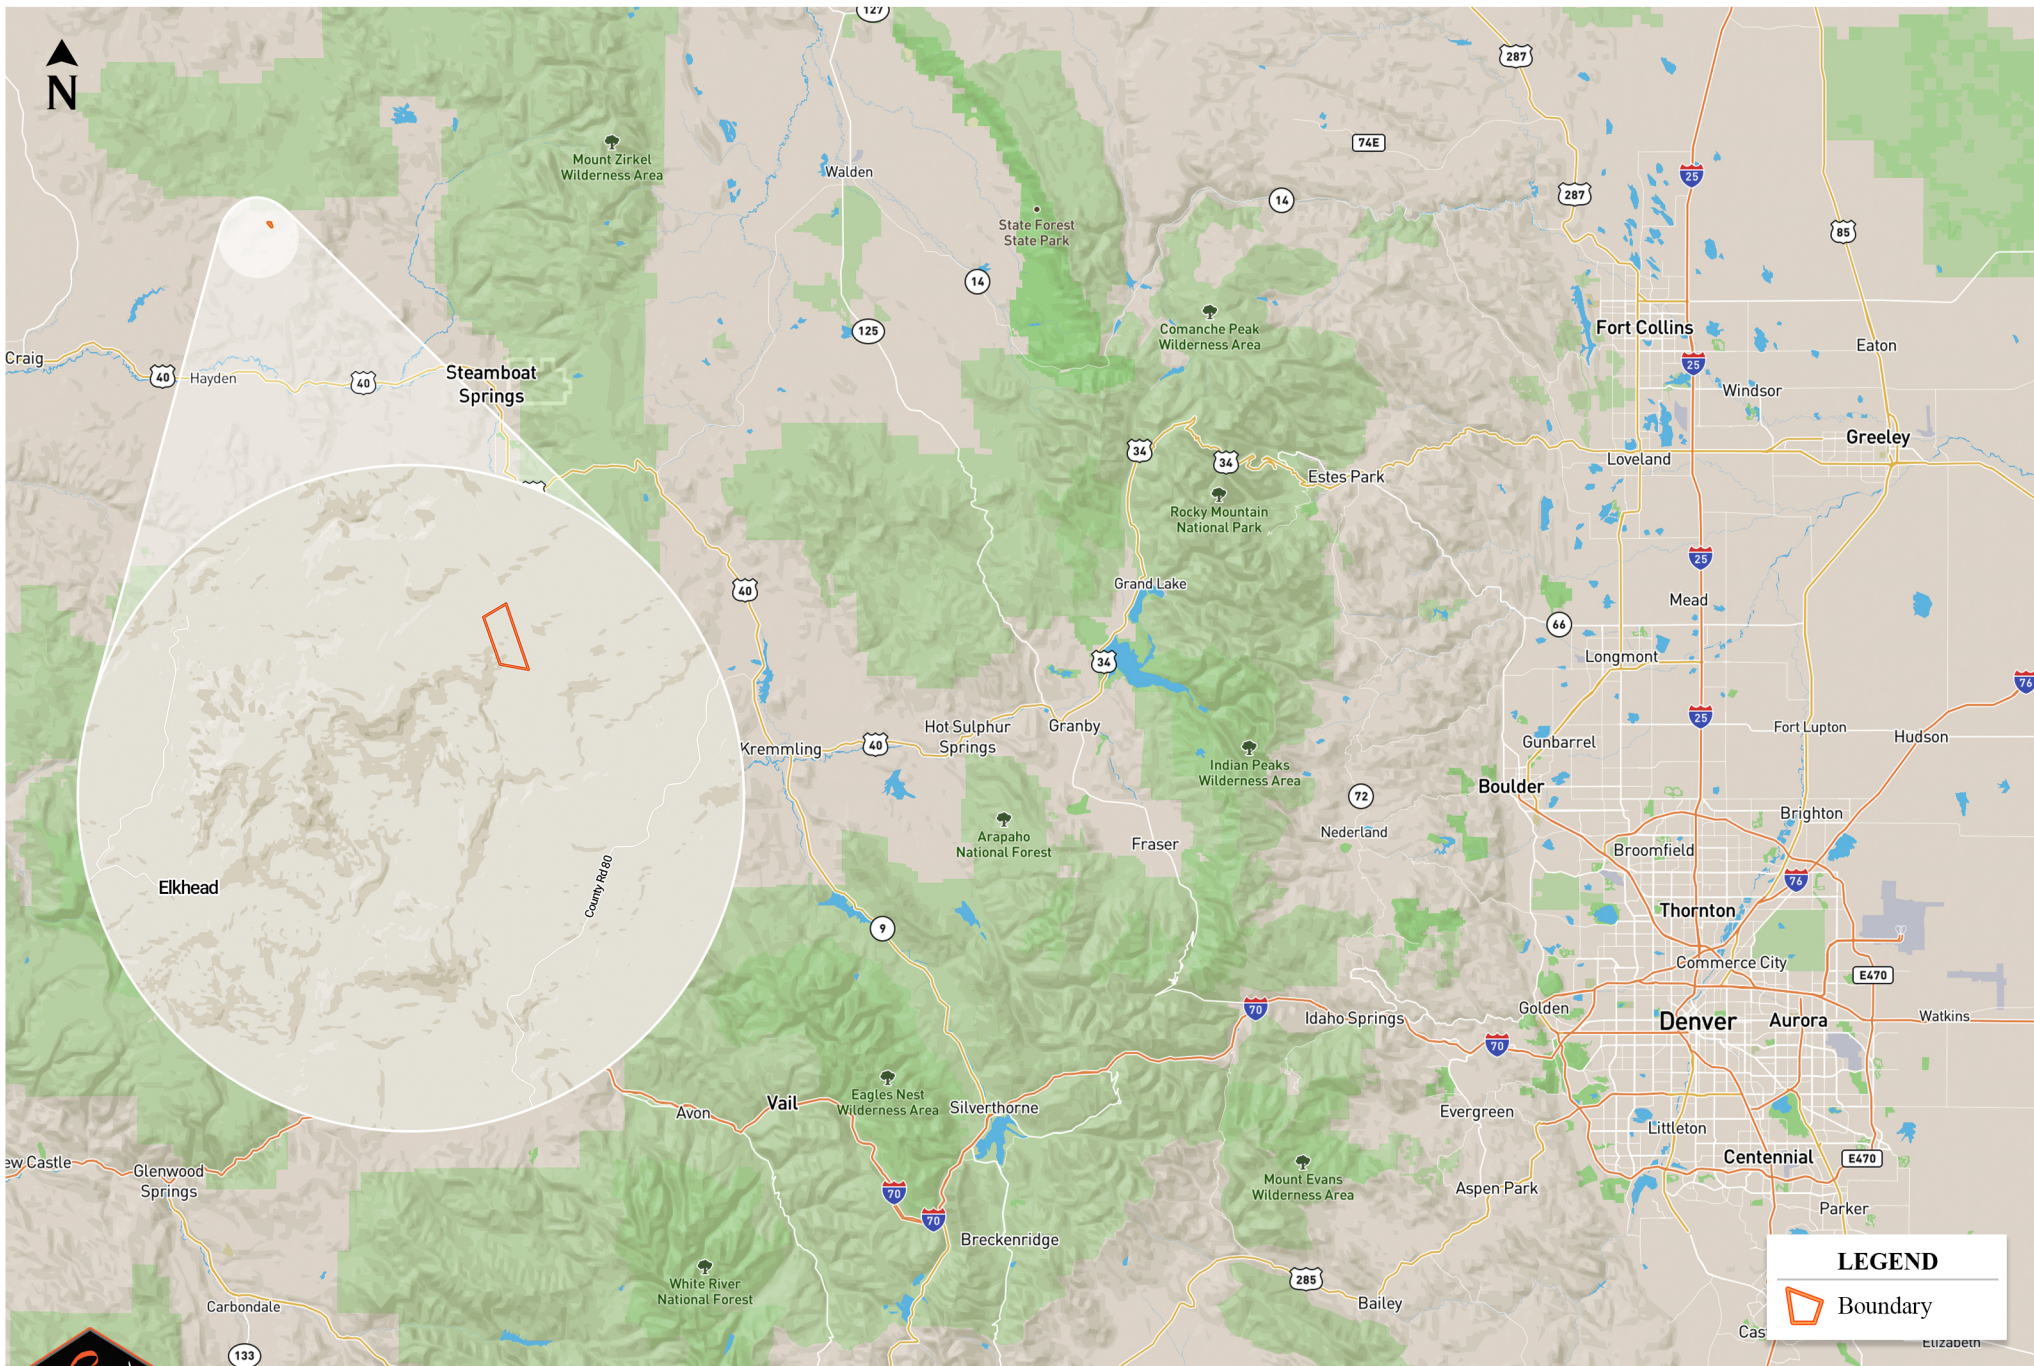 127
N
287
74E
Mount Zirkel
Wilderness Area
Walden
25
287
14
State Forest
State Park
85
14
125
Comanche Peak
Wilderness Area
Fort Collins
Eaton
Craig
40
Hayden
40
Steamboat
Springs
25
Windsor
34
34
Greeley
Loveland
Estes Park
Rocky Mountain
National Park
25
Grand Lake
40
Mead
66
34
Longmont
76
25
Hot Sulphur
Springs
Granby
Fort Lupton
Hudson
Kremmling
40
Gunbarrel
Indian Peaks
Wilderness Area
Boulder
72
Brighton
Arapaho
National Forest
Fraser
Nederland
Broomfield
76
Elkhead
County Rd 80
Thornton
9
Commerce City
E470
70
Idaho Springs
Golden
Denver
Aurora
Watkins
70
Eagles Nest
Wilderness Area
Vail
Avon
Silverthorne
Evergreen
Littleton
Centennial
E470
ew Castle
Glenwood
Springs
70
Mount Evans
Wilderness Area
Aspen Park
70
Parker
Breckenridge
White River
National Forest
285
Bailey
LEGEND
Boundary
Carbondale
Cas
Elizabeth
133